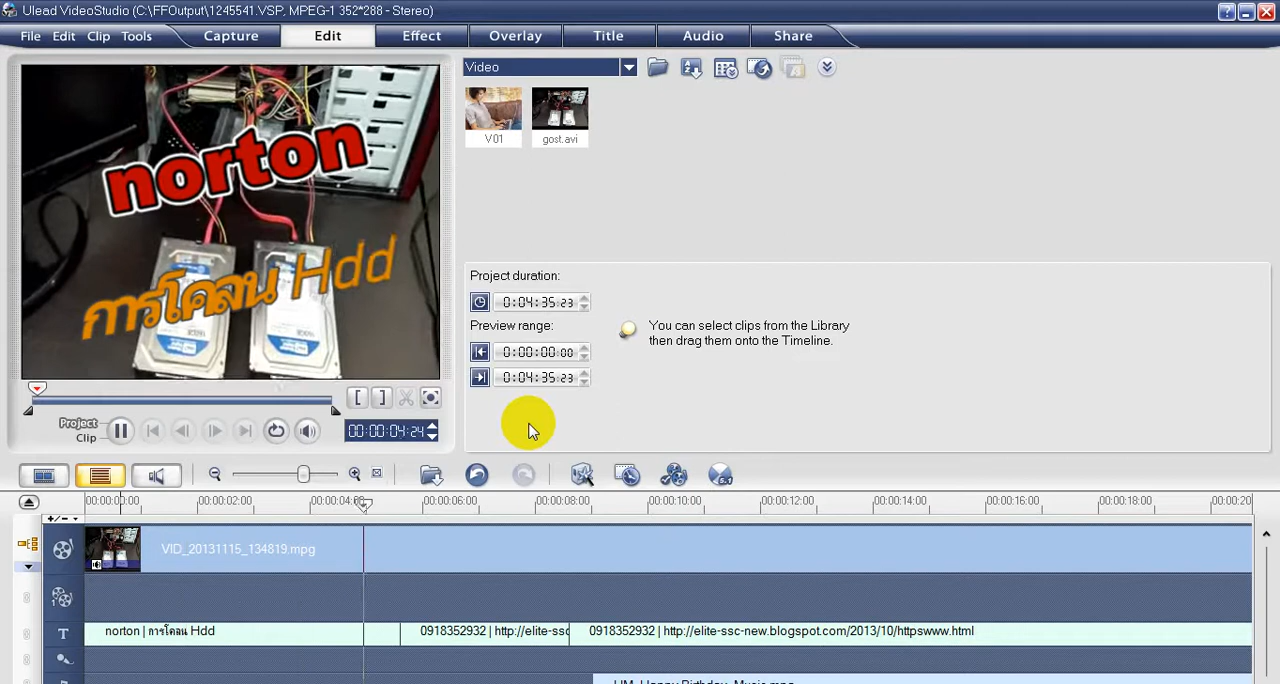 Ulead VideoStudio (C:\FFOutput\1245541.VSP, MPEG-1 352*288 - Stereo)
File Edit Clip Tools Capture Edit Effect Overlay Title Audio Share
Video
V01 gost.avi
norton
การโคลน Hdd
Project duration:
0:04:35.23
Preview range:
You can select clips from the Library
then drag them onto the Timeline.
0:00:00.00
0:04:35.23
Project
Clip
00:00:04:24
00:00:00:00 00:00:02:00 00:00:04:00 00:00:06:00 00:00:08:00 00:00:10:00 00:00:12:00 00:00:14:00 00:00:16:00 00:00:18:00 00:00:20
VID_20131115_134819.mpg
norton | การโคลน Hdd 0918352932 | http://elite-ssc 0918352932 | http://elite-ssc-new.blogspot.com/2013/10/httpswww.html